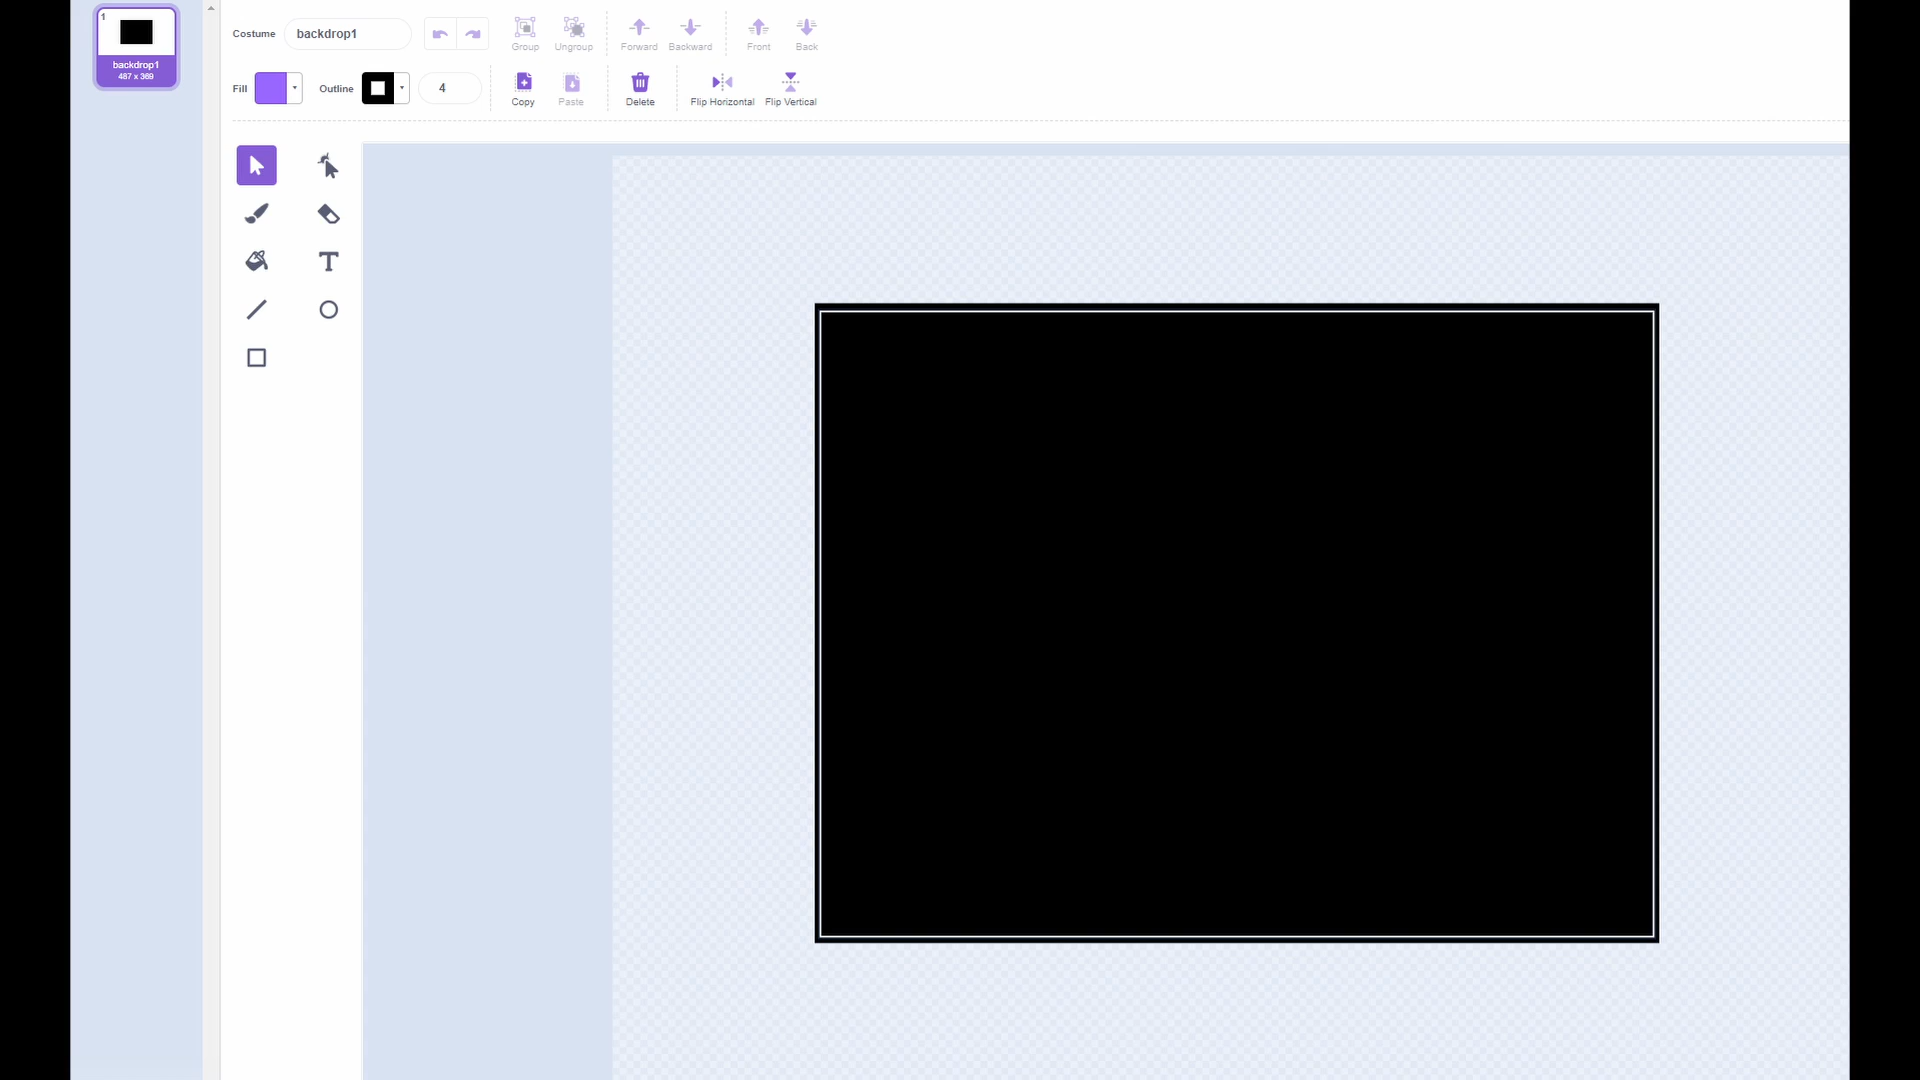 1
backdrop1
487 x 369
Costume
backdrop1
Group
Ungroup
Forward
Backward
Front
Back
Fill
Outline
4
Copy
Paste
Delete
Flip Horizontal
Flip Vertical
T